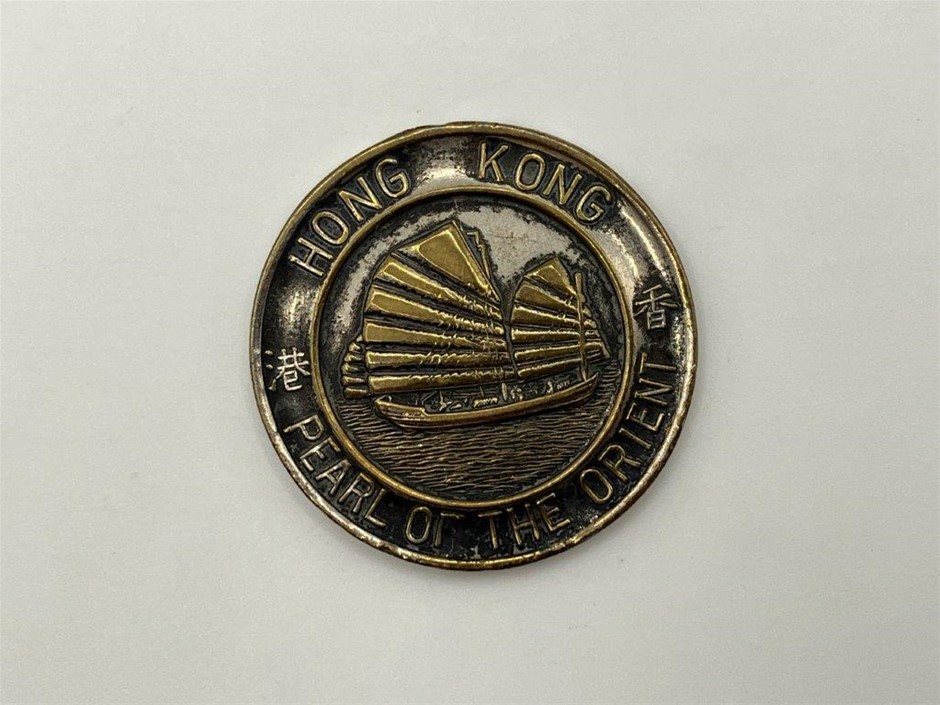 HONG KONG
香
港
PEARL OF THE ORIENT